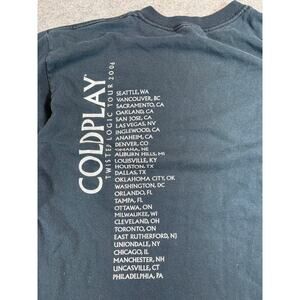 COLDPLAY
TWISTED LOGIC TOUR 2006
SEATTLE, WA
VANCOUVER, BC
SACRAMENTO, CA
OAKLAND, CA
SAN JOSE, CA
LAS VEGAS, NV
INGLEWOOD, CA
ANAHEIM, CA
DENVER, CO
OMAHA, NE
AUBURN HILLS, MI
LOUISVILLE, KY
HOUSTON, TX
DALLAS, TX
OKLAHOMA CITY, OK
WASHINGTON, DC
ORLANDO, FL
TAMPA, FL
OTTAWA, ON
MILWAUKEE, WI
CLEVELAND, OH
TORONTO, ON
EAST RUTHERFORD, NJ
UNIONDALE, NY
CHICAGO, IL
MANCHESTER, NH
UNCASVILLE, CT
PHILADELPHIA, PA